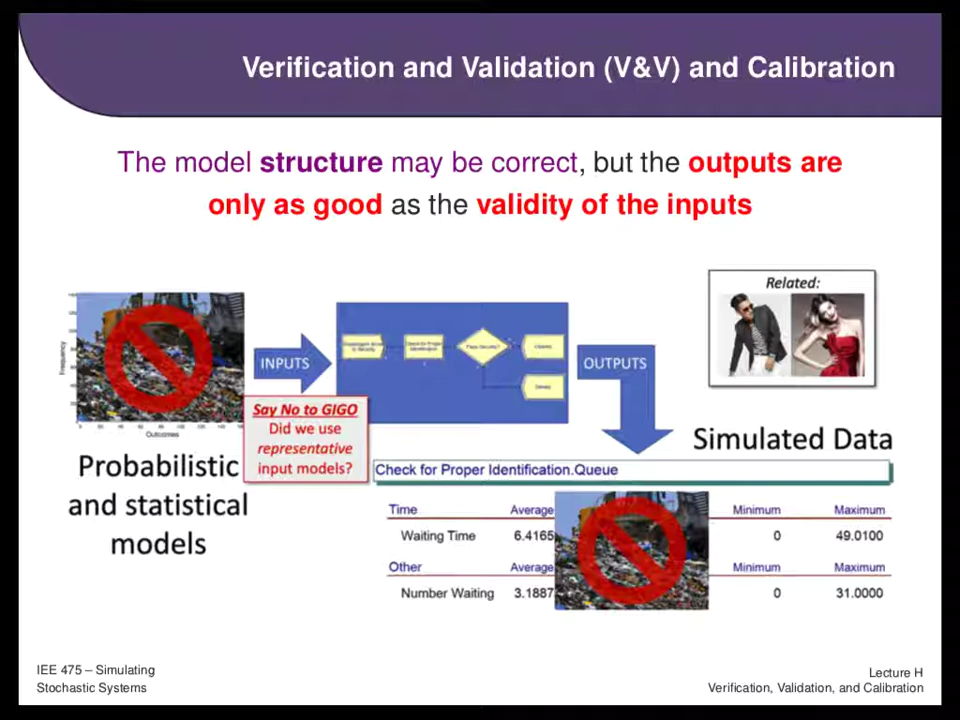 Verification and Validation (V&V) and Calibration
The model structure may be correct, but the outputs are
only as good as the validity of the inputs
Related:
Frequency
Outcomes
INPUTS
OUTPUTS
Say No to GIGO
Did we use
representative
input models?
Probabilistic
and statistical
models
Simulated Data
Check for Proper Identification.Queue
Time Average Minimum Maximum
Waiting Time 6.4165 0 49.0100
Other Average Minimum Maximum
Number Waiting 3.1887 0 31.0000
IEE 475 – Simulating
Stochastic Systems
Lecture H
Verification, Validation, and Calibration